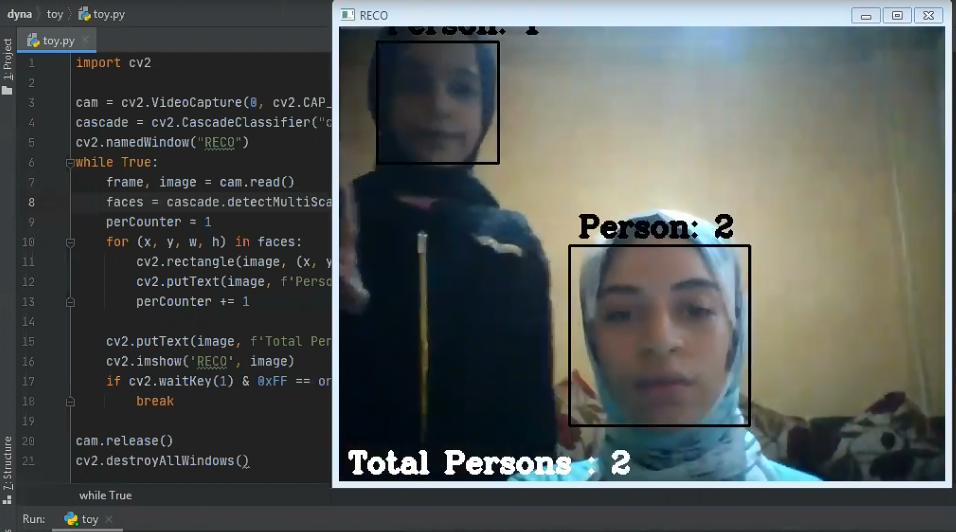 dyna
toy
toy.py
RECO
toy.py
1: Project
1 import cv2
2
3 cam = cv2.VideoCapture(0, cv2.CAP_
4 cascade = cv2.CascadeClassifier("
5 cv2.namedWindow("RECO")
6 while True:
7 frame, image = cam.read()
8 faces = cascade.detectMultiSca
9 perCounter = 1
10 for (x, y, w, h) in faces:
11 cv2.rectangle(image, (x, y
12 cv2.putText(image, f'Perso
13 perCounter += 1
14
15 cv2.putText(image, f'Total Per
16 cv2.imshow('RECO', image)
17 if cv2.waitKey(1) & 0xFF == or
18 break
19
20 cam.release()
21 cv2.destroyAllWindows()
Person: 1
Person: 2
Total Persons : 2
7: Structure
while True
Run:
toy